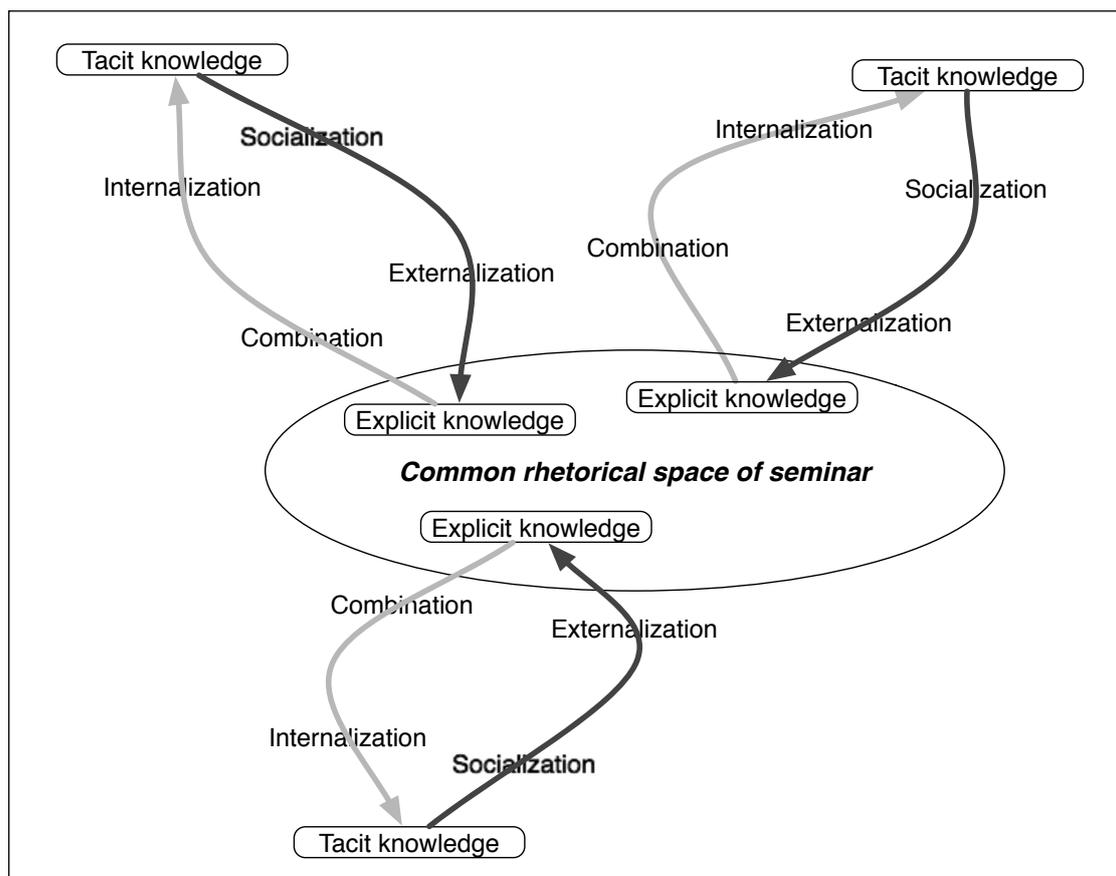 Tacit knowledge
Socialization
Internalization
Externalization
Combination
Explicit knowledge
Tacit knowledge
Internalization
Socialization
Combination
Externalization
Explicit knowledge
Common rhetorical space of seminar
Explicit knowledge
Combination
Externalization
Internalization
Socialization
Tacit knowledge